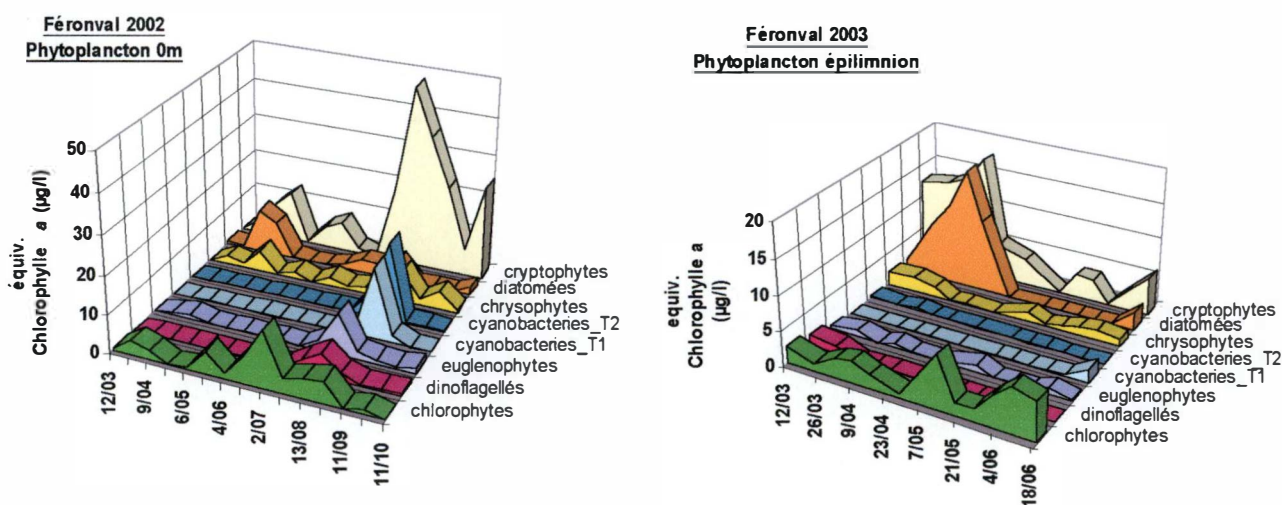 Féronval 2002
Phytoplancton 0m
équiv.
Chlorophylle a (µg/l)
50
40
30
20
10
0
12/03
9/04
6/05
4/06
2/07
13/08
11/09
11/10
cryptophytes
diatomées
chrysophytes
cyanobacteries_T2
cyanobacteries_T1
euglenophytes
dinoflagellés
chlorophytes
Féronval 2003
Phytoplancton épilimnion
equiv.
Chlorophylle a
(µg/l)
20
15
10
5
0
12/03
26/03
9/04
23/04
7/05
21/05
4/06
18/06
cryptophytes
diatomées
chrysophytes
cyanobacteries_T2
cyanobacteries_T1
euglenophytes
dinoflagellés
chlorophytes